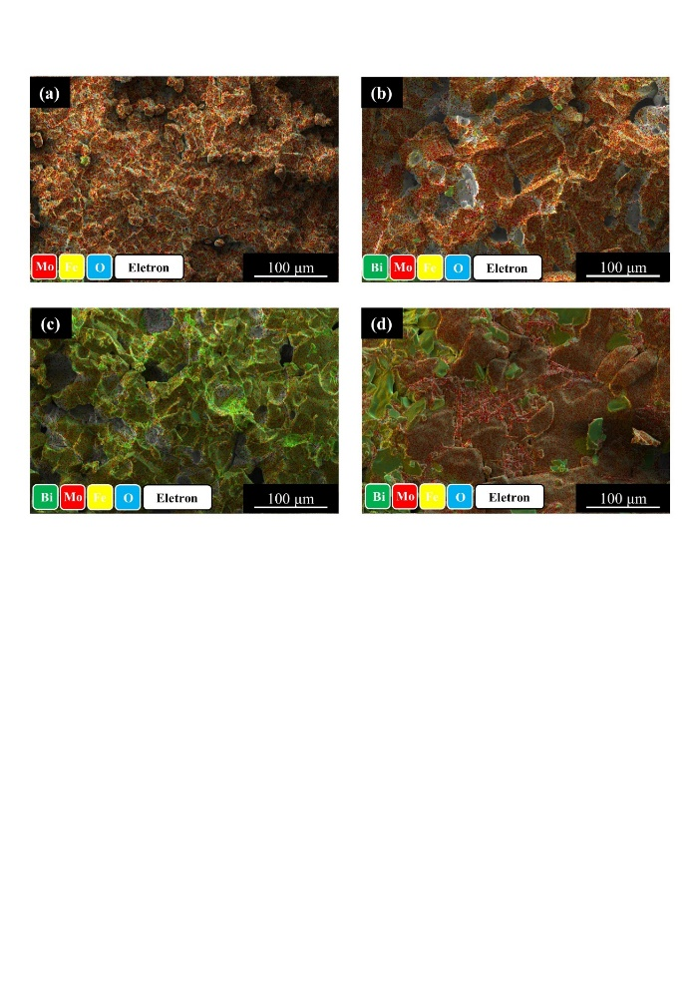 (a)
Mo Fe O Eletron 100 μm
(b)
Bi Mo Fe O Eletron 100 μm
(c)
Bi Mo Fe O Eletron 100 μm
(d)
Bi Mo Fe O Eletron 100 μm